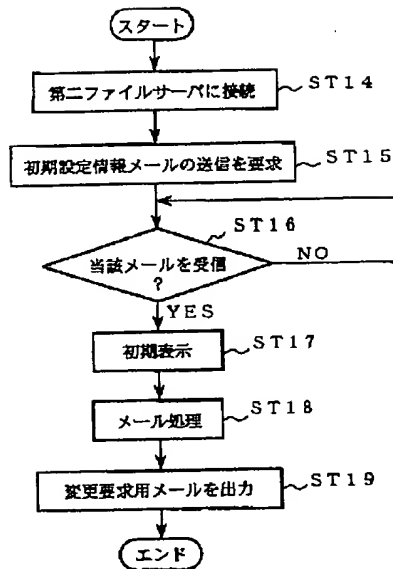 スタート
第二ファイルサーバに接続 ST14
初期設定情報メールの送信を要求 ST15
ST16
当該メールを受信
?
NO
YES
初期表示 ST17
メール処理 ST18
変更要求用メールを出力 ST19
エンド